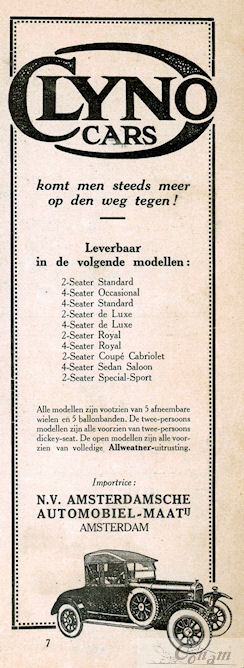 CLYNO
CARS
komt men steeds meer
op den weg tegen!
Leverbaar
in de volgende modellen:
2-Seater Standard
4-Seater Occasional
4-Seater Standard
2-Seater de Luxe
4-Seater de Luxe
2-Seater Royal
4-Seater Royal
2-Seater Coupé Cabriolet
4-Seater Sedan Saloon
2-Seater Special-Sport
Alle modellen zijn voorzien van 5 afneembare
wielen en 5 ballonbanden. De twee-persoons
modellen zijn alle voorzien van twee-persoons
dickey-seat. De open modellen zijn alle voor-
zien van volledige Allweatner-uitrusting.
Importrice:
N.V. AMSTERDAMSCHE
AUTOMOBIEL-MAATIJ
AMSTERDAM
7
Conam